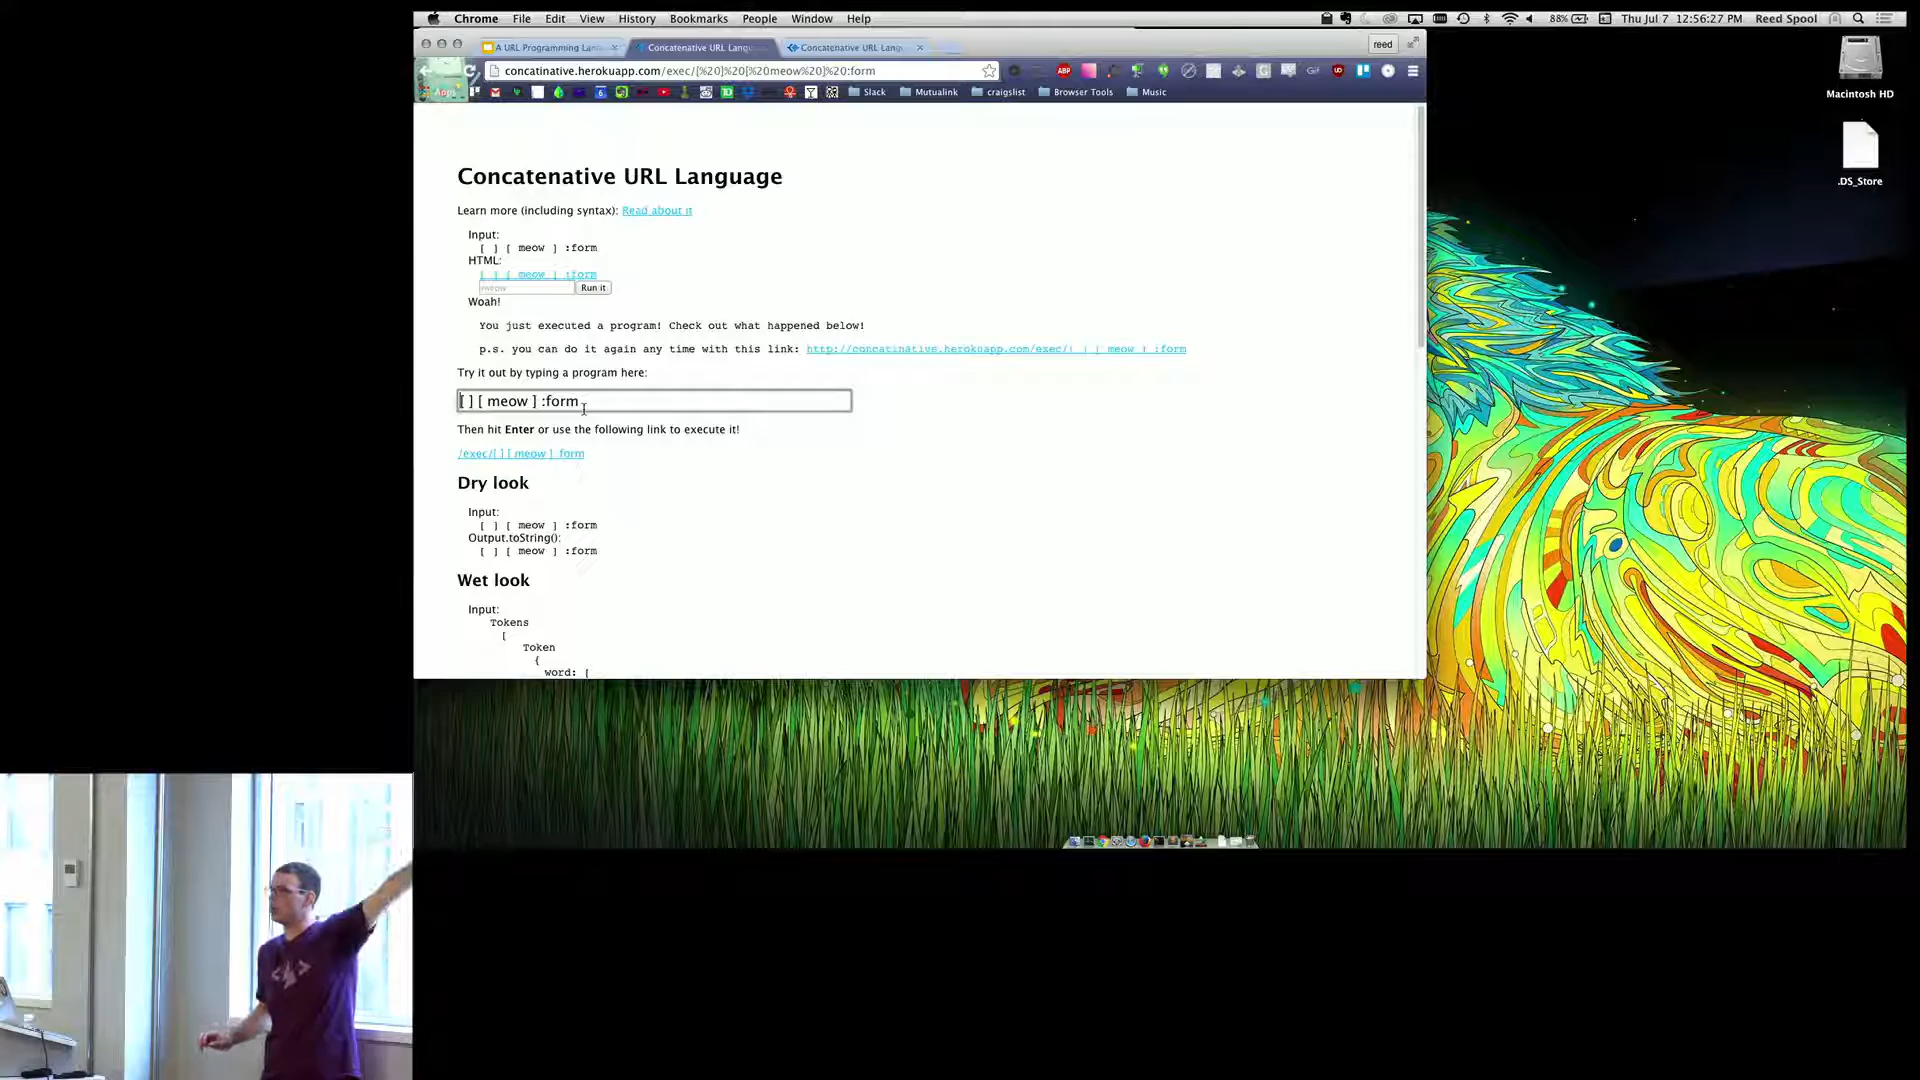 Chrome File Edit View History Bookmarks People Window Help
88% Thu Jul 7 12:56:27 PM Reed Spool
A URL Programming Lan
Concatenative URL Langu
Concatenative URL Lang
reed
concatinative.herokuapp.com/exec/[%20]%20[%20meow%20]%20:form
Apps
Slack Mutualink craigslist Browser Tools Music
Macintosh HD
.DS_Store
Concatenative URL Language
Learn more (including syntax): Read about it
Input:
[ ] [ meow ] :form
HTML:
[ ] [ meow ] :form
meow Run it
Woah!
You just executed a program! Check out what happened below!
p.s. you can do it again any time with this link: http://concatinative.herokuapp.com/exec/[ ] [ meow ] :form
Try it out by typing a program here:
[ ] [ meow ] :form
Then hit Enter or use the following link to execute it!
/exec/[ ] [ meow ] :form
Dry look
Input:
[ ] [ meow ] :form
Output.toString():
[ ] [ meow ] :form
Wet look
Input:
Tokens
[
Token
{
word: [